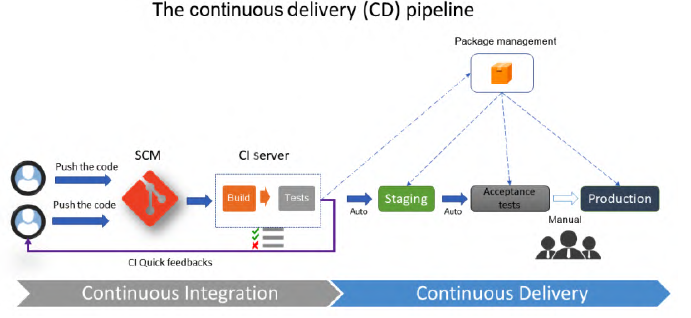 The continuous delivery (CD) pipeline
Package management
SCM
CI server
Push the code
Push the code
Build
Tests
Auto
Staging
Auto
Acceptance
tests
Production
Manual
CI Quick feedbacks
Continuous Integration
Continuous Delivery